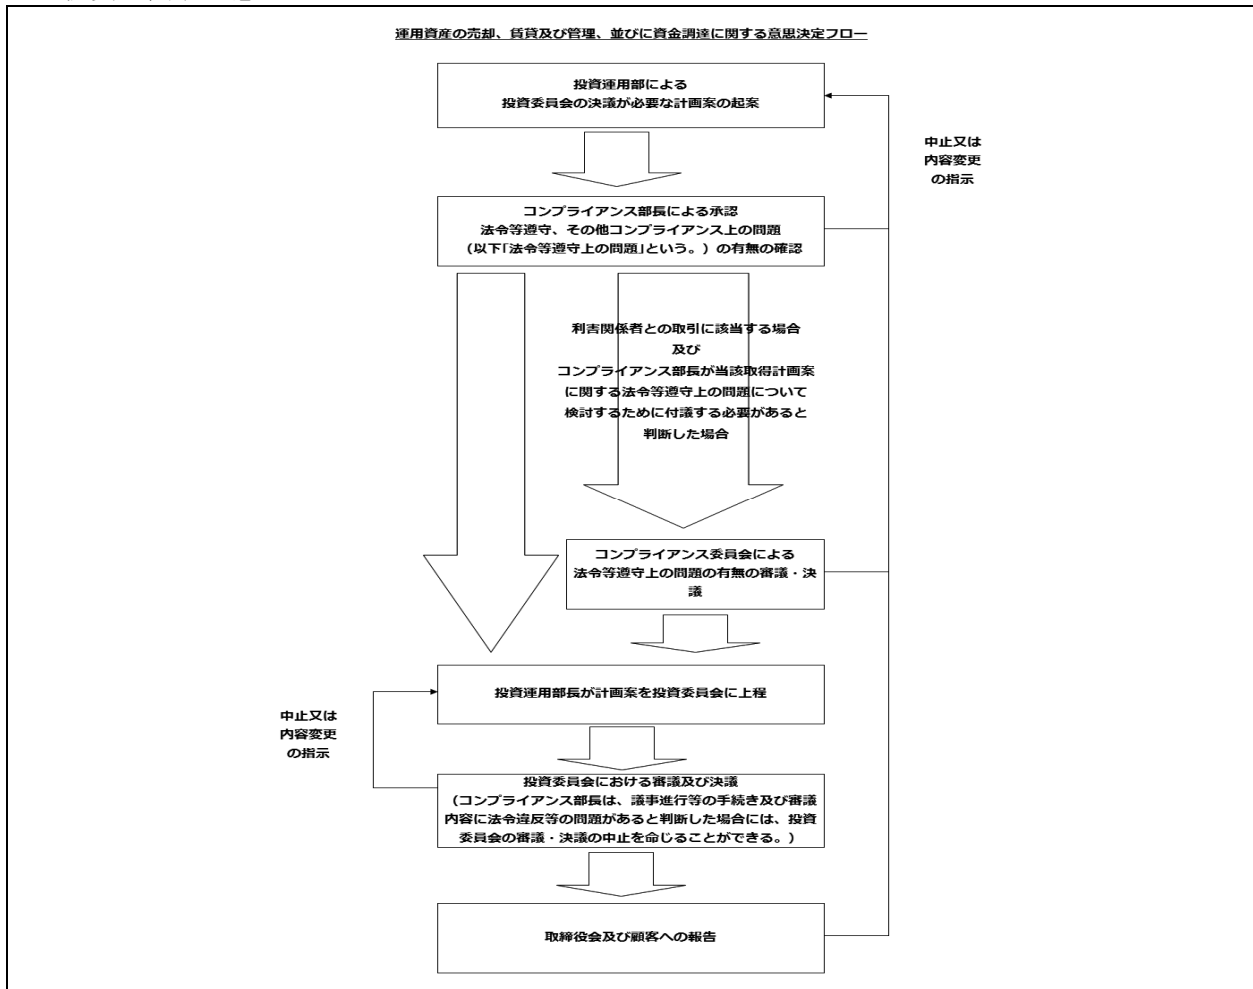 運用資産の売却、賃貸及び管理、並びに資金調達に関する意思決定フロー
投資運用部による
投資委員会の決議が必要な計画案の起案
中止又は
内容変更
の指示
コンプライアンス部長による承認
法令等遵守、その他コンプライアンス上の問題
（以下｢法令等遵守上の問題｣という。）の有無の確認
利害関係者との取引に該当する場合
及び
コンプライアンス部長が当該取得計画案
に関する法令等遵守上の問題について
検討するために付議する必要があると
判断した場合
コンプライアンス委員会による
法令等遵守上の問題の有無の審議・決
議
投資運用部長が計画案を投資委員会に上程
中止又は
内容変更
の指示
投資委員会における審議及び決議
（コンプライアンス部長は、議事進行等の手続き及び審議
内容に法令違反等の問題があると判断した場合には、投資
委員会の審議・決議の中止を命じることができる。）
取締役会及び顧客への報告